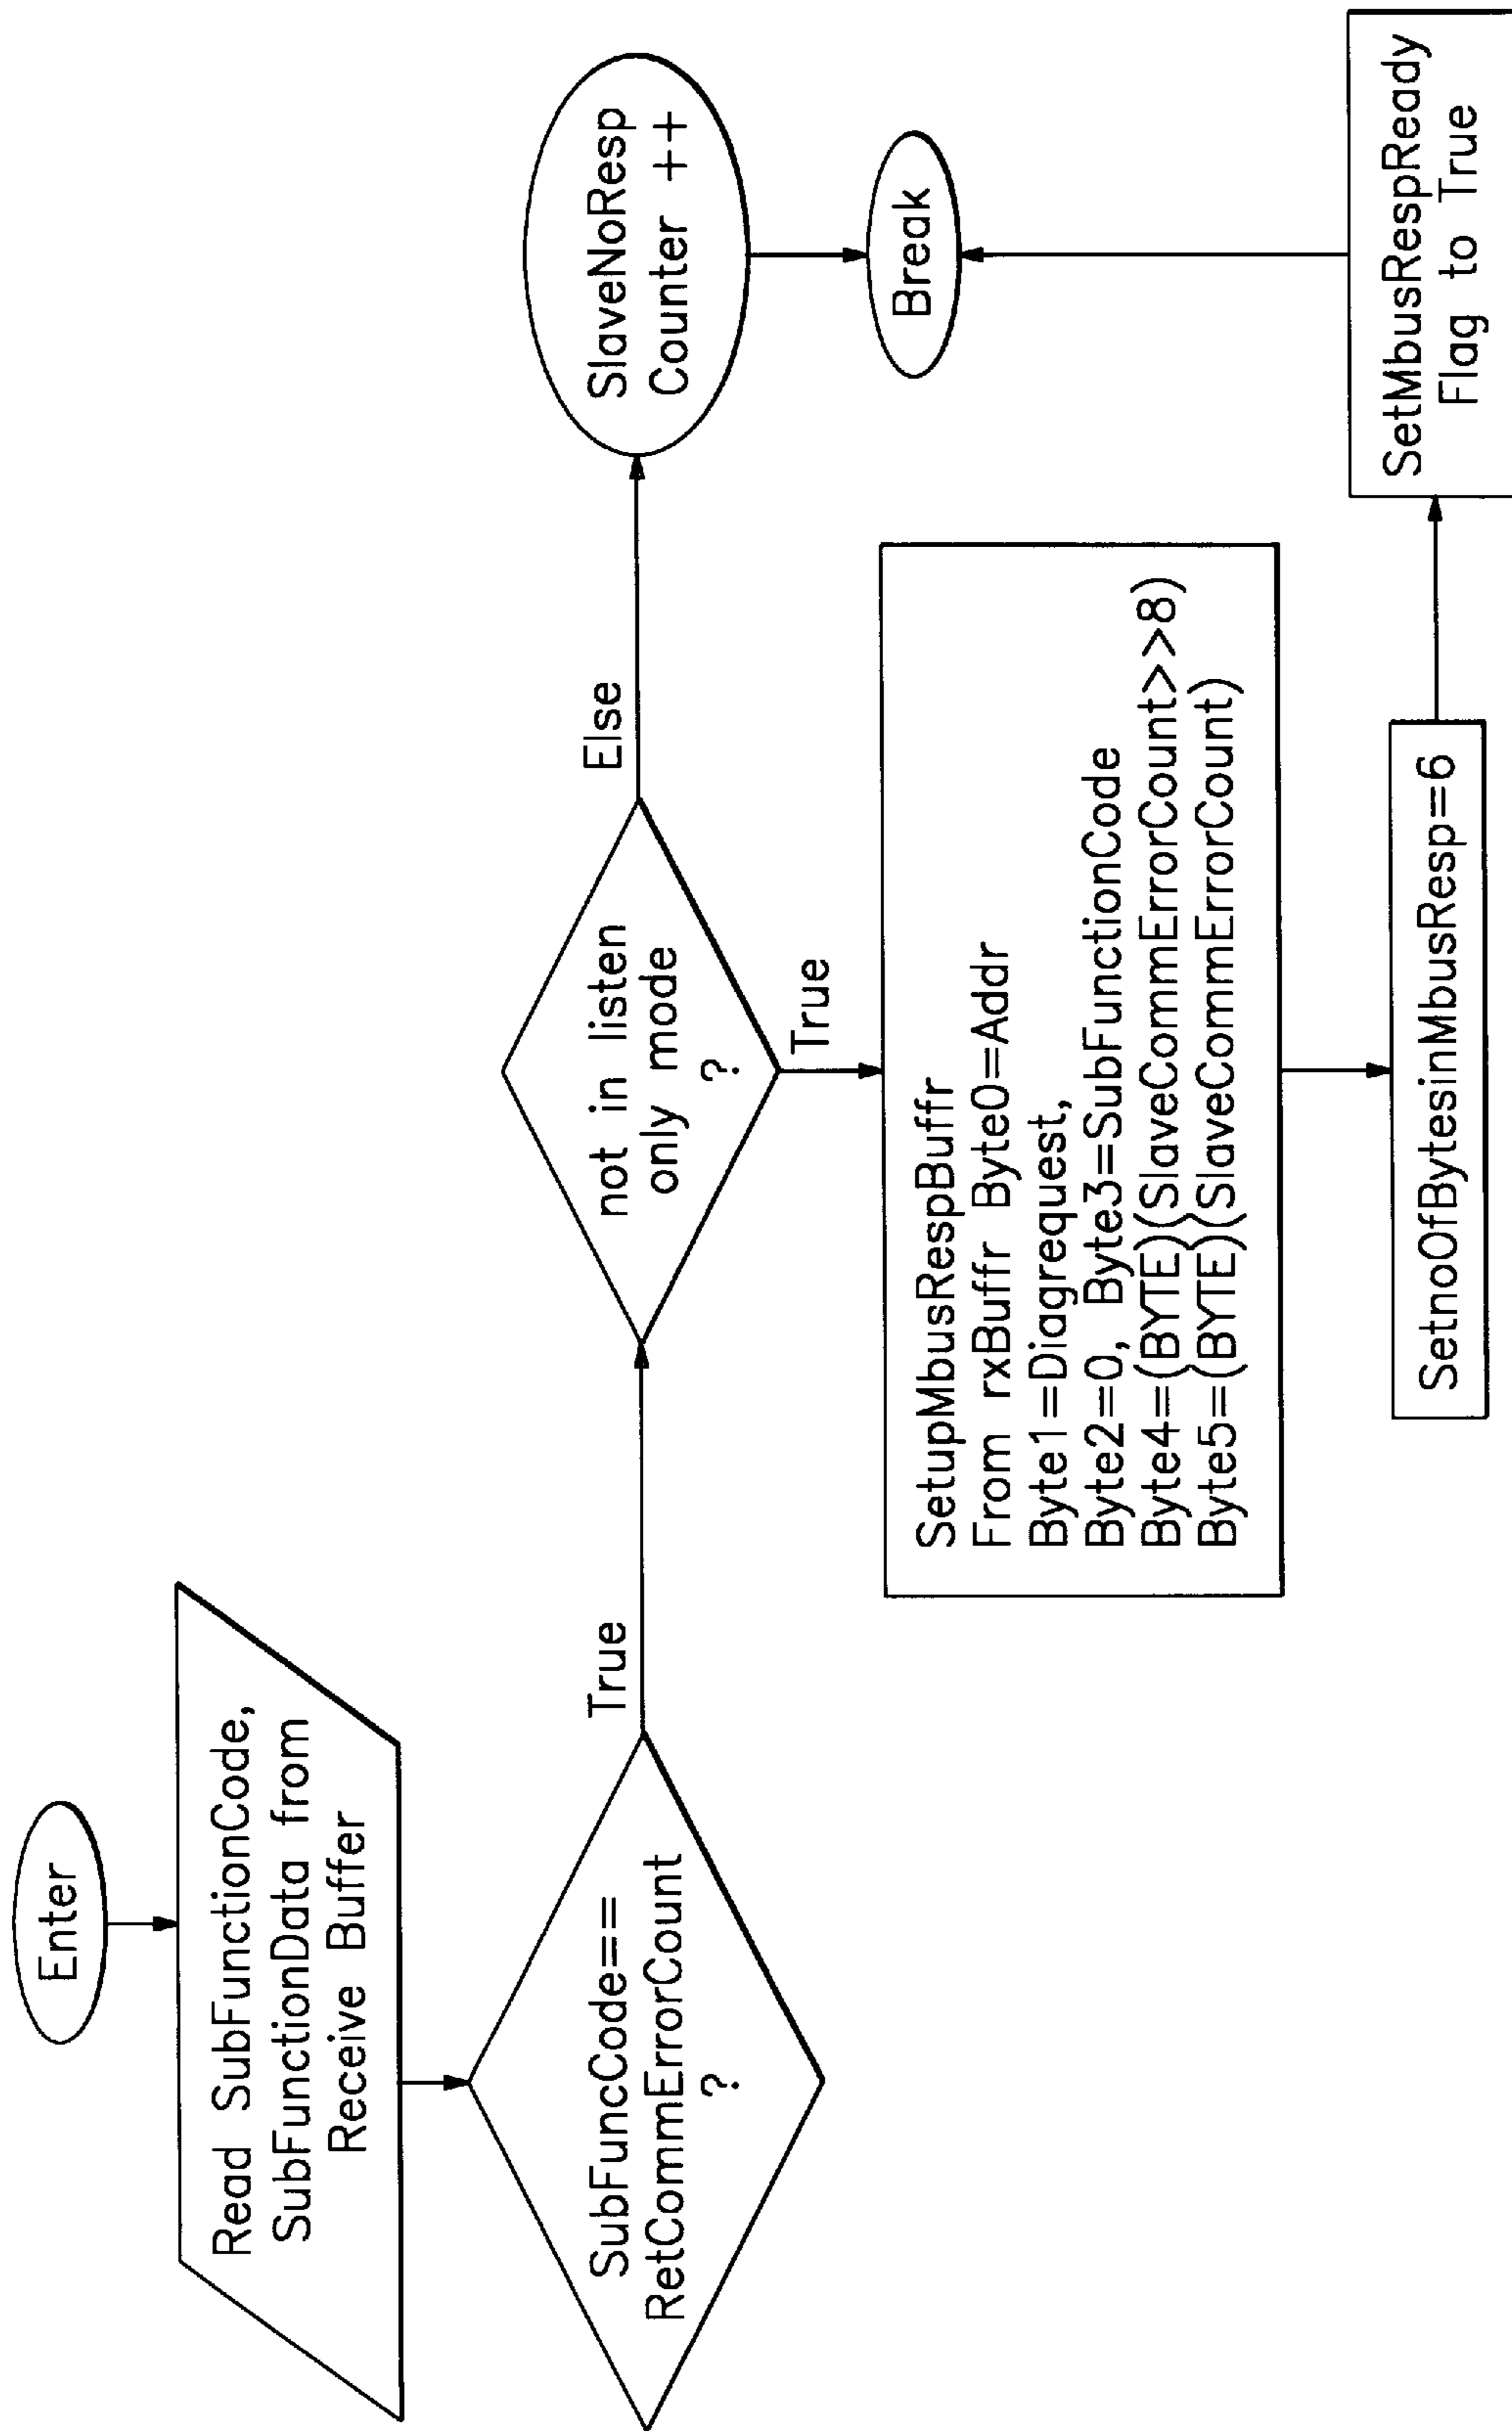 Enter
Read SubFunctionCode,
SubFunctionData from
Receive Buffer
SubFuncCode==
RetCommErrorCount
?
True
not in listen
only mode
?
Else
SlaveNoResp
Counter ++
Break
True
SetupMbusRespBuffr
From rxBuffr Byte0=Addr
Byte1=Diagrequest,
Byte2=0, Byte3=SubFunctionCode
Byte4=(BYTE)(SlaveCommErrorCount>>8)
Byte5=(BYTE)(SlaveCommErrorCount)
SetnoOfBytesinMbusResp=6
SetMbusRespReady
Flag to True